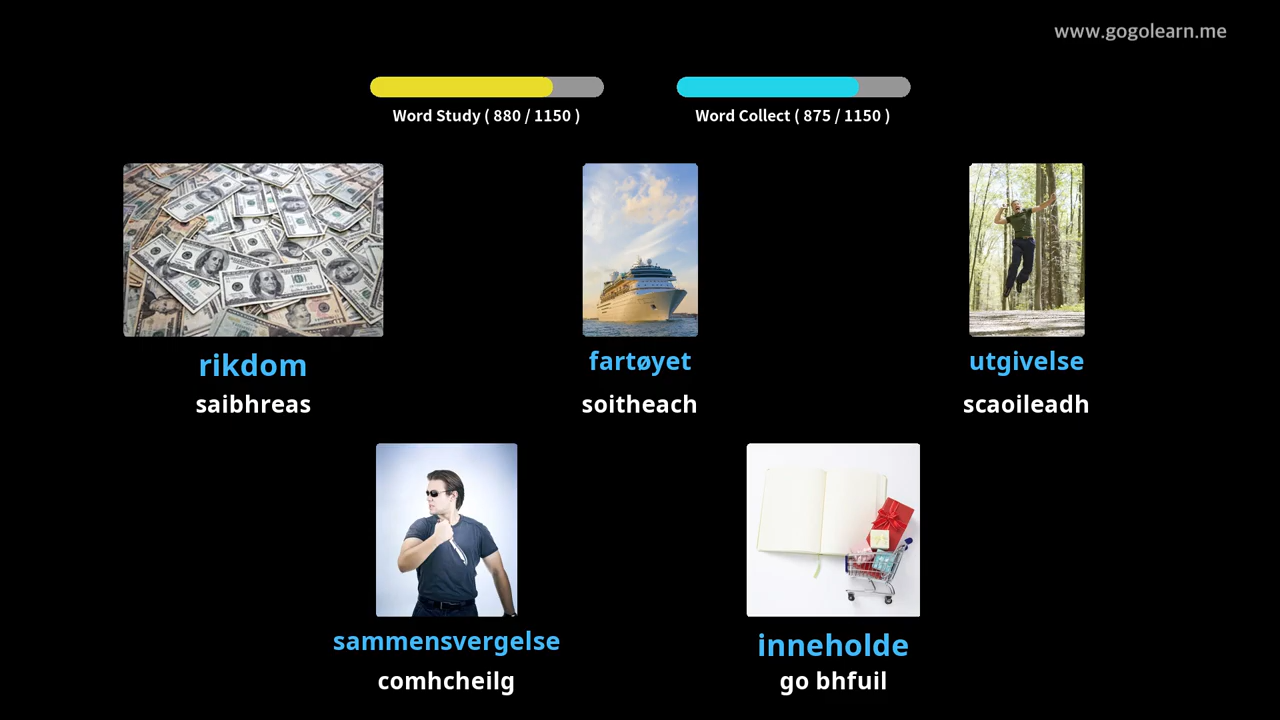 www.gogolearn.me
Word Study ( 880 / 1150 )
Word Collect ( 875 / 1150 )
rikdom
saibhreas
fartøyet
soitheach
utgivelse
scaoileadh
sammensvergelse
comhcheilg
inneholde
go bhfuil